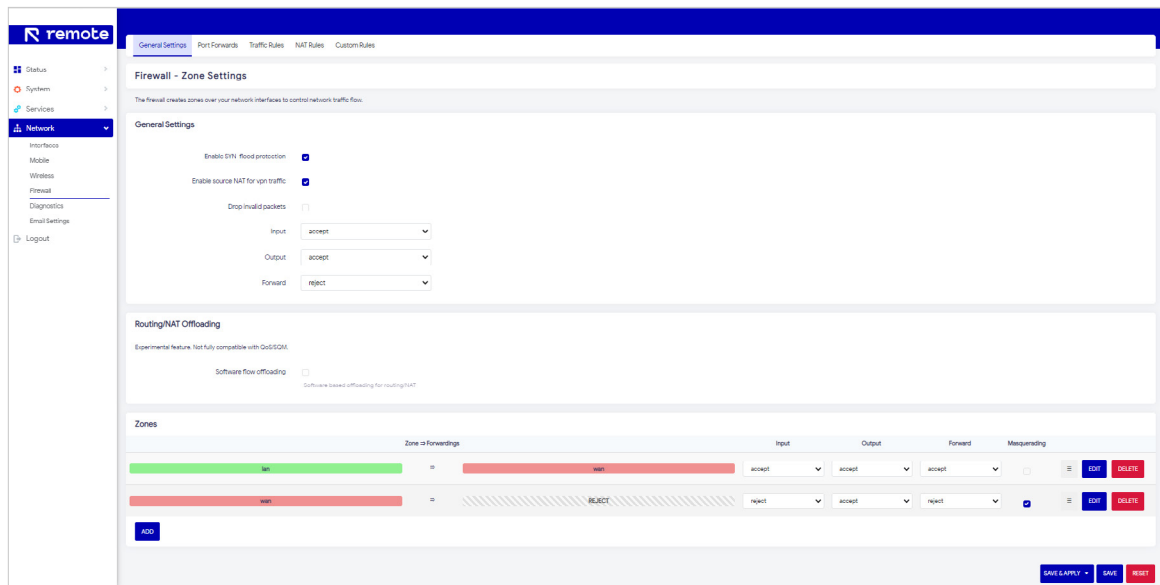 remote
General Settings Port Forwards Traffic Rules NAT Rules Custom Rules
Status
System
Services
Network
Interfaces
Mobile
Wireless
Firewall
Diagnostics
Email Settings
Logout
Firewall - Zone Settings
The firewall creates zones over your network interfaces to control network traffic flow.
General Settings
Enable SYN-flood protection
Enable source NAT for vpn traffic
Drop invalid packets
Input accept
Output accept
Forward reject
Routing/NAT Offloading
Experimental feature. Not fully compatible with QoS/SQM.
Software flow offloading
Software based offloading for routing/NAT
Zones
Zone ⇒ Forwardings Input Output Forward Masquerading
lan ⇒ wan accept accept accept EDIT DELETE
wan ⇒ REJECT reject accept reject EDIT DELETE
ADD
SAVE & APPLY SAVE RESET